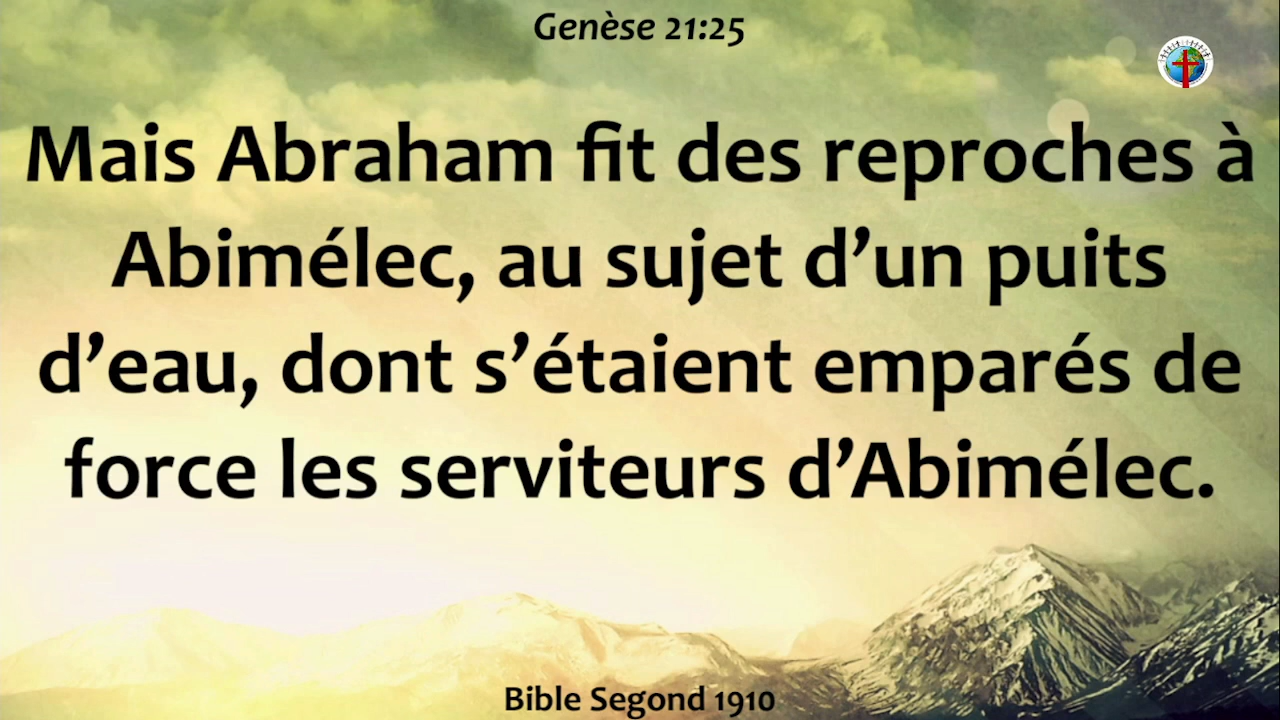 Genèse 21:25
Mais Abraham fit des reproches à
Abimélec, au sujet d’un puits
d’eau, dont s’étaient emparés de
force les serviteurs d’Abimélec.
Bible Segond 1910